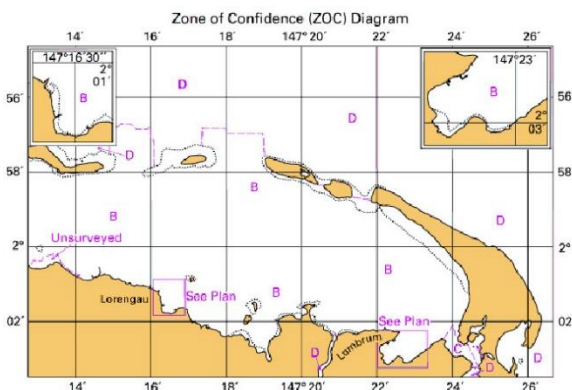 Zone of Confidence (ZOC) Diagram
14′ 16′ 18′ 147° 20′ 22′ 24′ 26′
147°16′30″
2°
01′
B
D
147°23′
B
2°
03′
56′ 56′
D
D
58′ 58′
B
B
D
2° 2°
Unsurveyed
B
Lorengau
See Plan
B
See Plan
02′ 02′
Lombrum
C
D
D
D
12′ 14′ 16′ 18′ 147° 20′ 22′ 24′ 26′